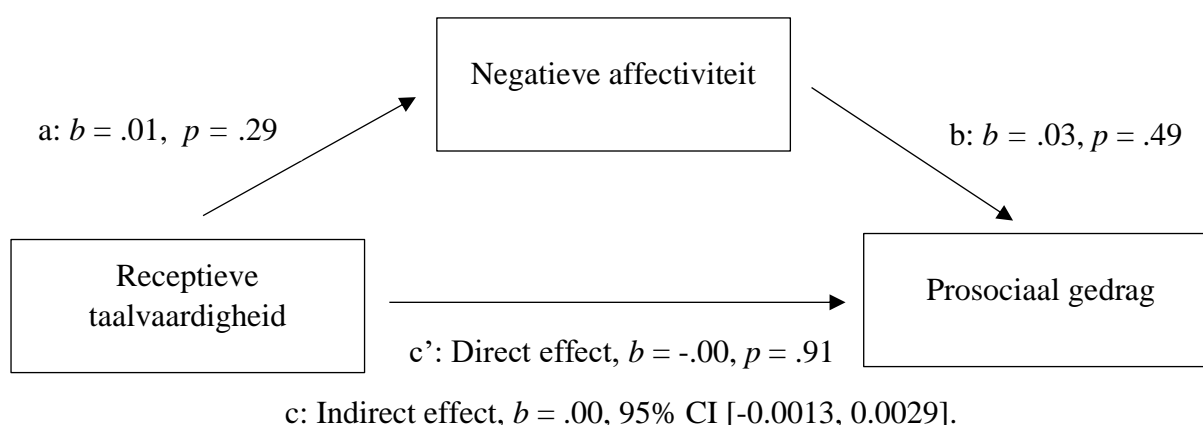 Negatieve affectiviteit
a: b = .01, p = .29
b: b = .03, p = .49
Receptieve
taalvaardigheid
Prosociaal gedrag
c’: Direct effect, b = -.00, p = .91
c: Indirect effect, b = .00, 95% CI [-0.0013, 0.0029].